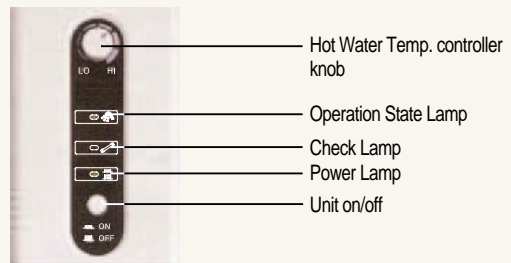 Hot Water Temp. controller
knob
LO HI
Operation State Lamp
Check Lamp
Power Lamp
Unit on/off
ON
OFF